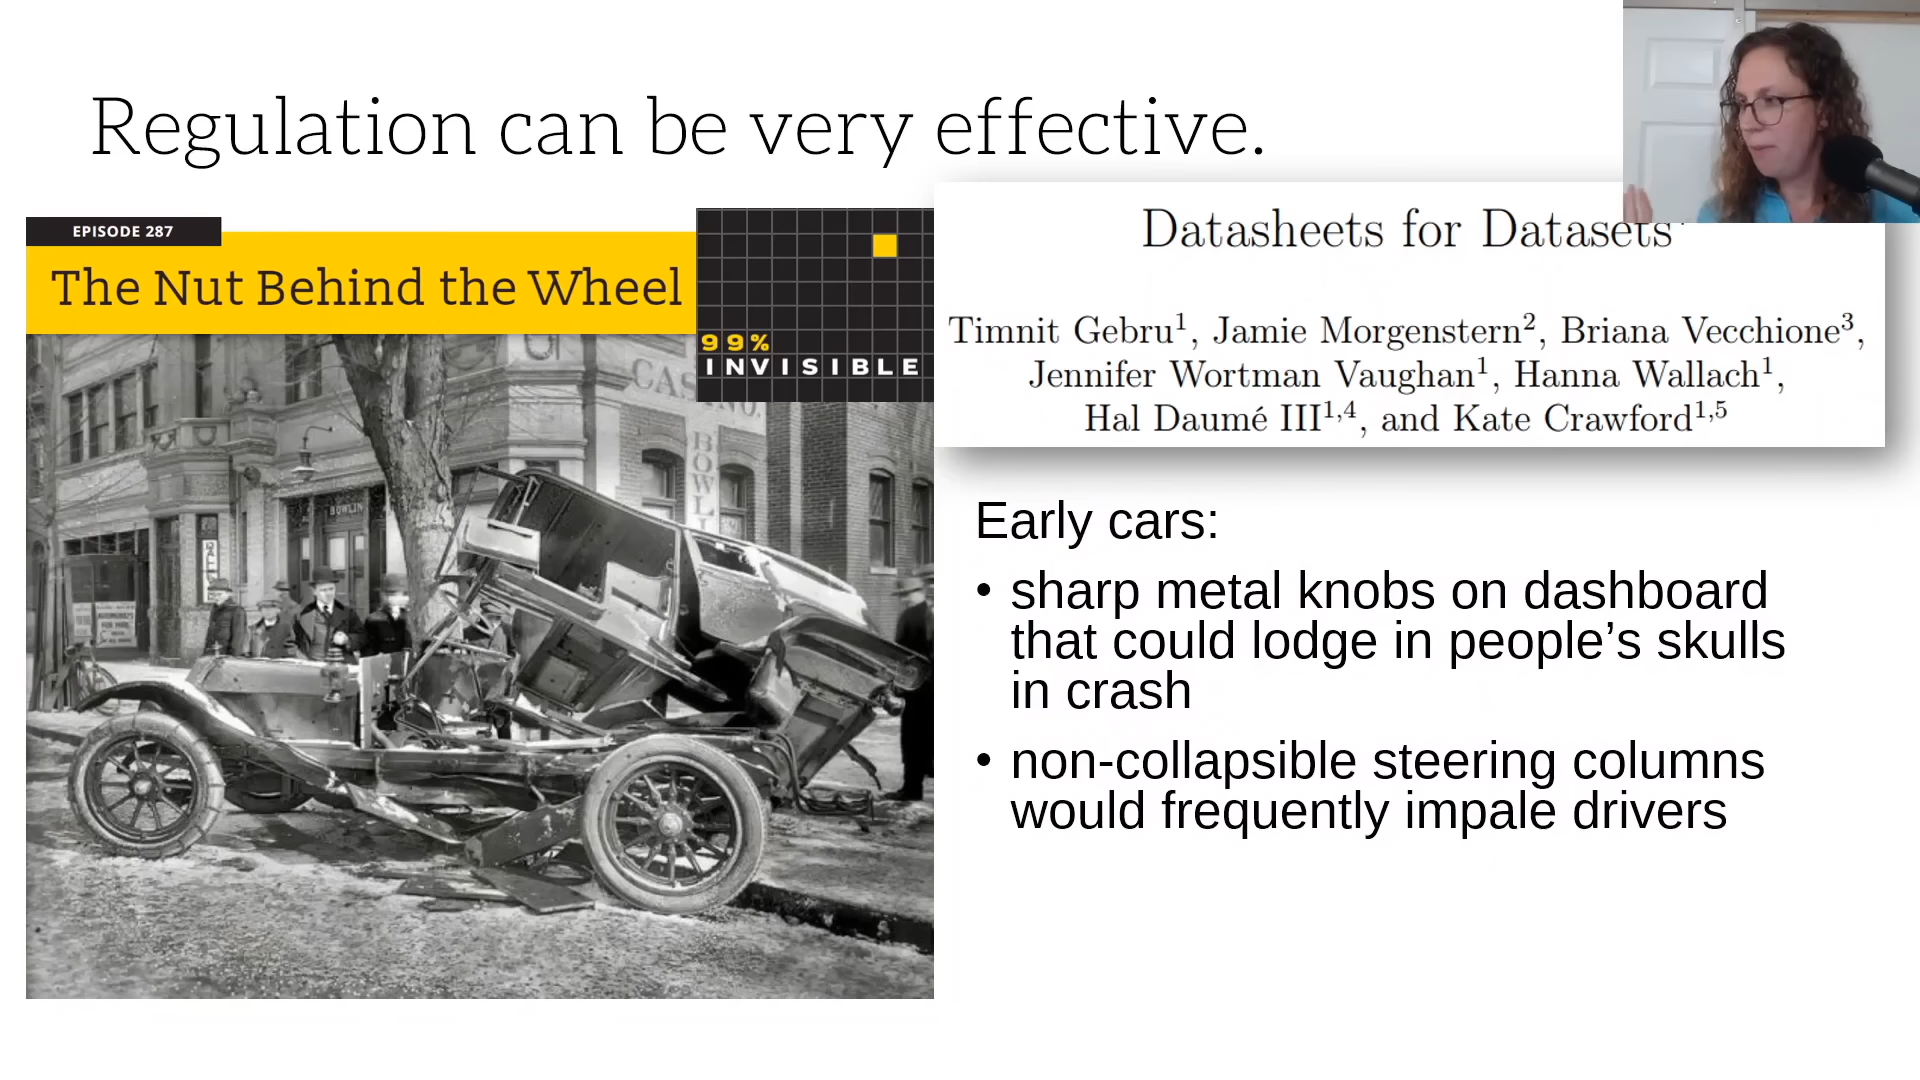 Regulation can be very effective.
EPISODE 287
The Nut Behind the Wheel
99%
INVISIBLE
CASINO.
BOWL
BOWLIN
Datasheets for Datasets
Timnit Gebru¹, Jamie Morgenstern², Briana Vecchione³,
Jennifer Wortman Vaughan¹, Hanna Wallach¹,
Hal Daumé III¹,⁴, and Kate Crawford¹,⁵
Early cars:
• sharp metal knobs on dashboard
that could lodge in people’s skulls
in crash
• non-collapsible steering columns
would frequently impale drivers